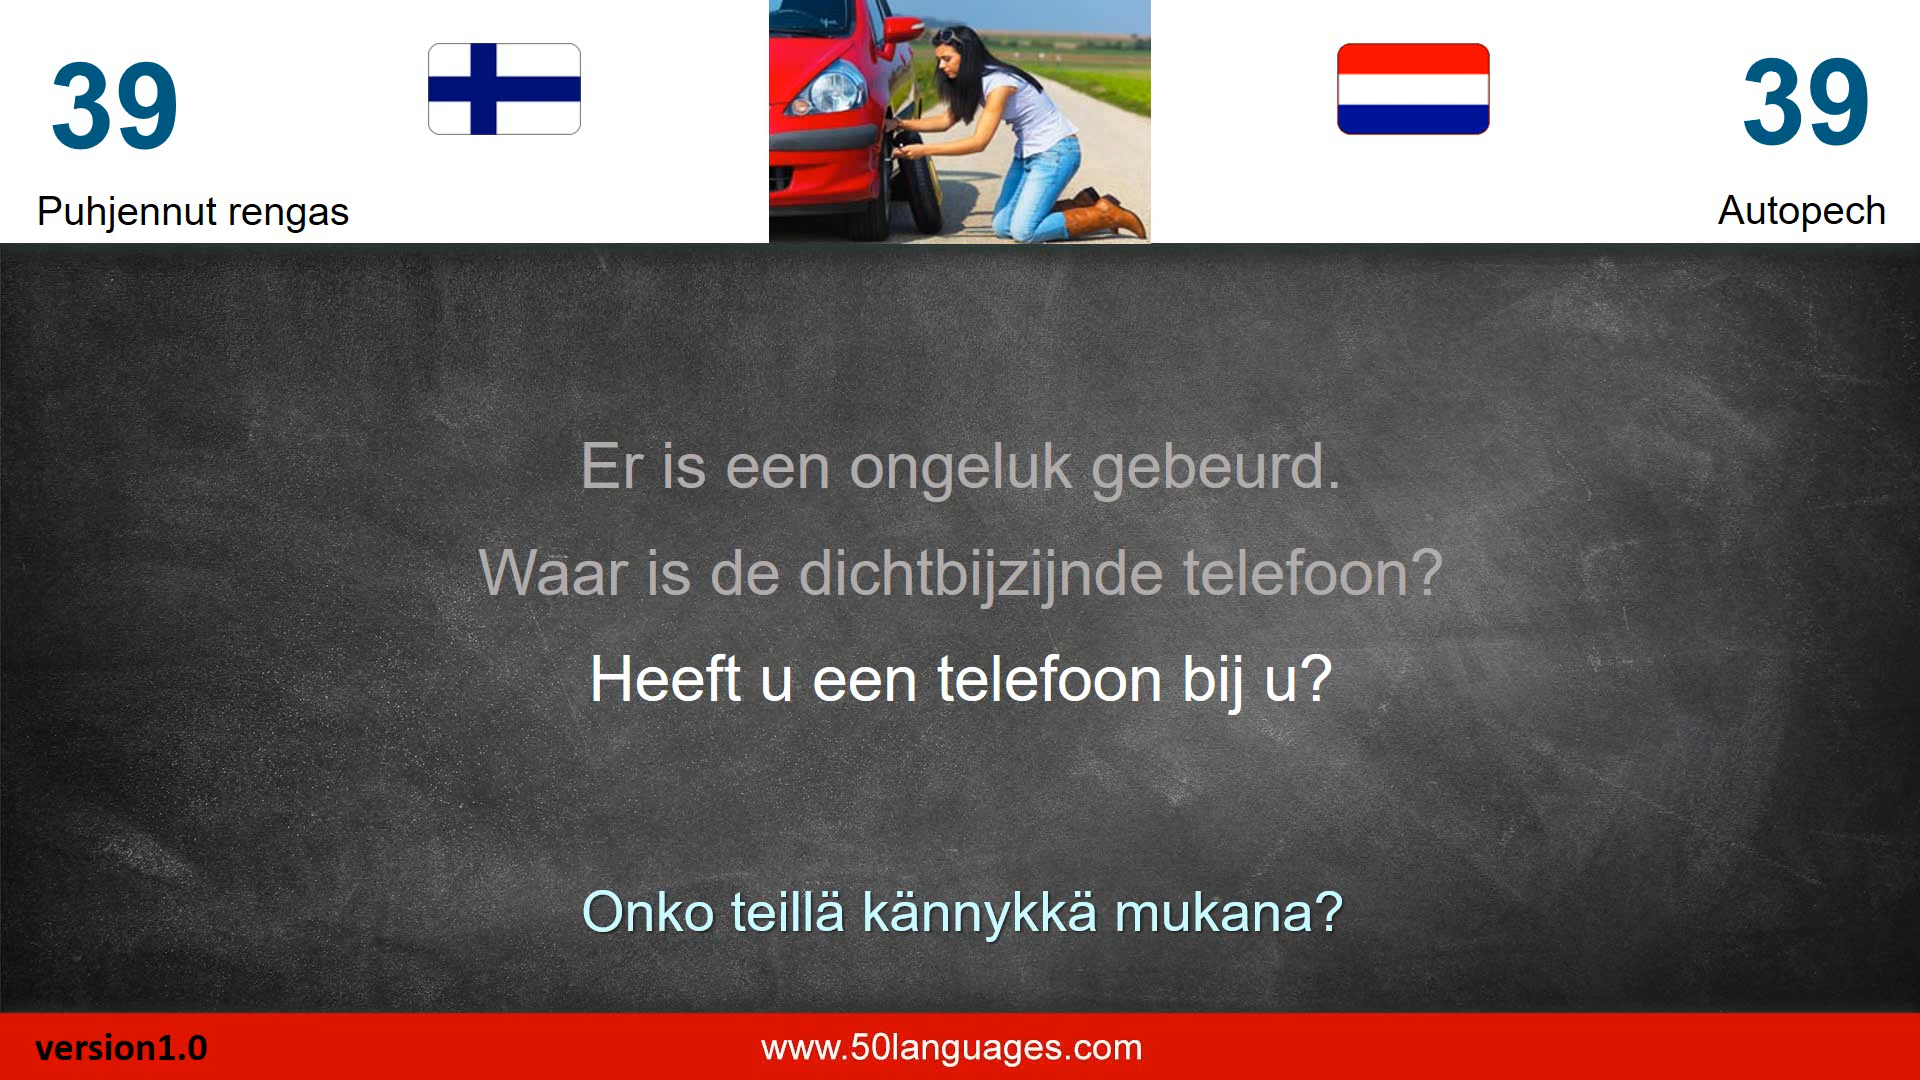 39
39
Puhjennut rengas
Autopech
Er is een ongeluk gebeurd.
Waar is de dichtbijzijnde telefoon?
Heeft u een telefoon bij u?
Onko teillä kännykkä mukana?
version1.0
www.50languages.com